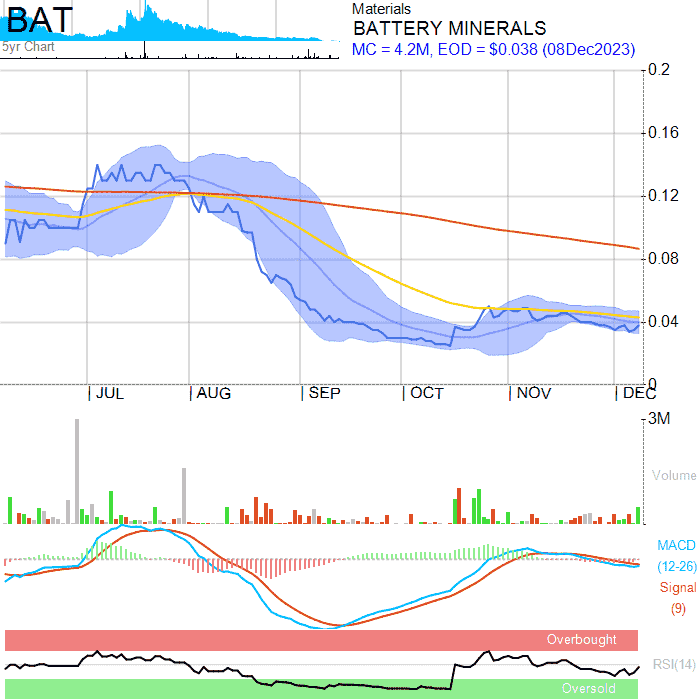 BAT
5yr Chart
Materials
BATTERY MINERALS
MC = 4.2M, EOD = $0.038 (08Dec2023)
0.2
0.16
0.12
0.08
0.04
0
JUL AUG SEP OCT NOV DEC
3M
Volume
MACD
(12-26)
Signal
(9)
Overbought
RSI(14)
Oversold